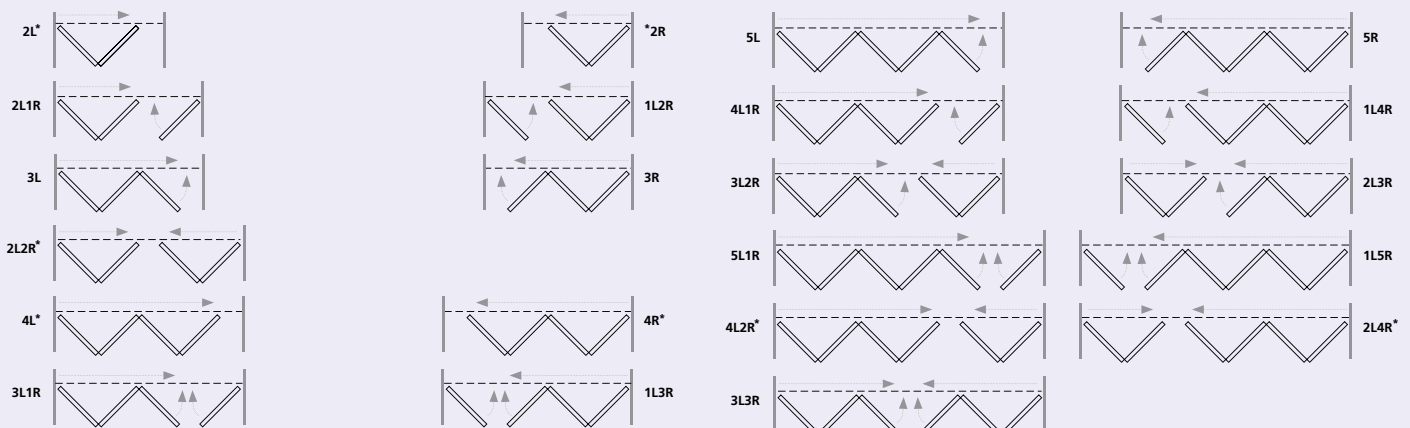 2L*
*2R
2L1R
1L2R
3L
3R
2L2R*
4L*
4R*
3L1R
1L3R
5L
5R
4L1R
1L4R
3L2R
2L3R
5L1R
1L5R
4L2R*
2L4R*
3L3R